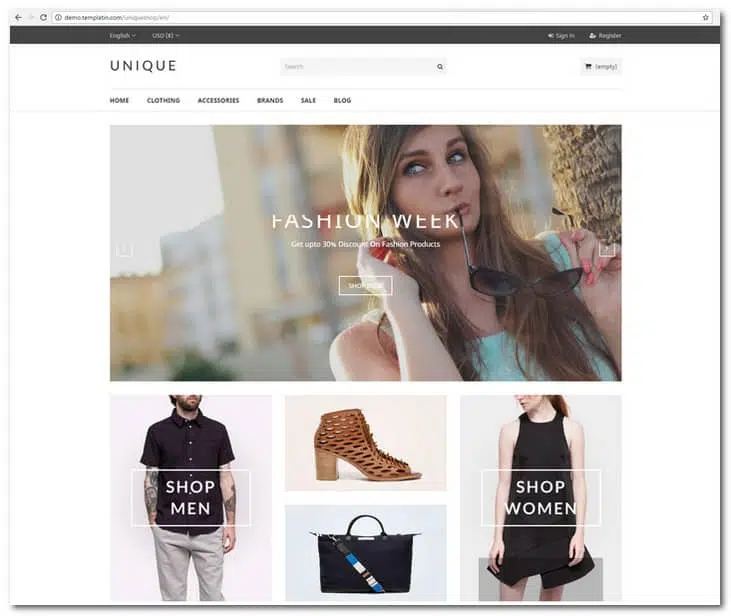 demo.templatin.com/uniqueshop/en/
English
USD ($)
Sign In
Register
UNIQUE
Search
(empty)
HOME CLOTHING ACCESSORIES BRANDS SALE BLOG
FASHION WEEK
Get upto 30% Discount On Fashion Products
SHOP NOW
SHOP
MEN
SHOP
WOMEN